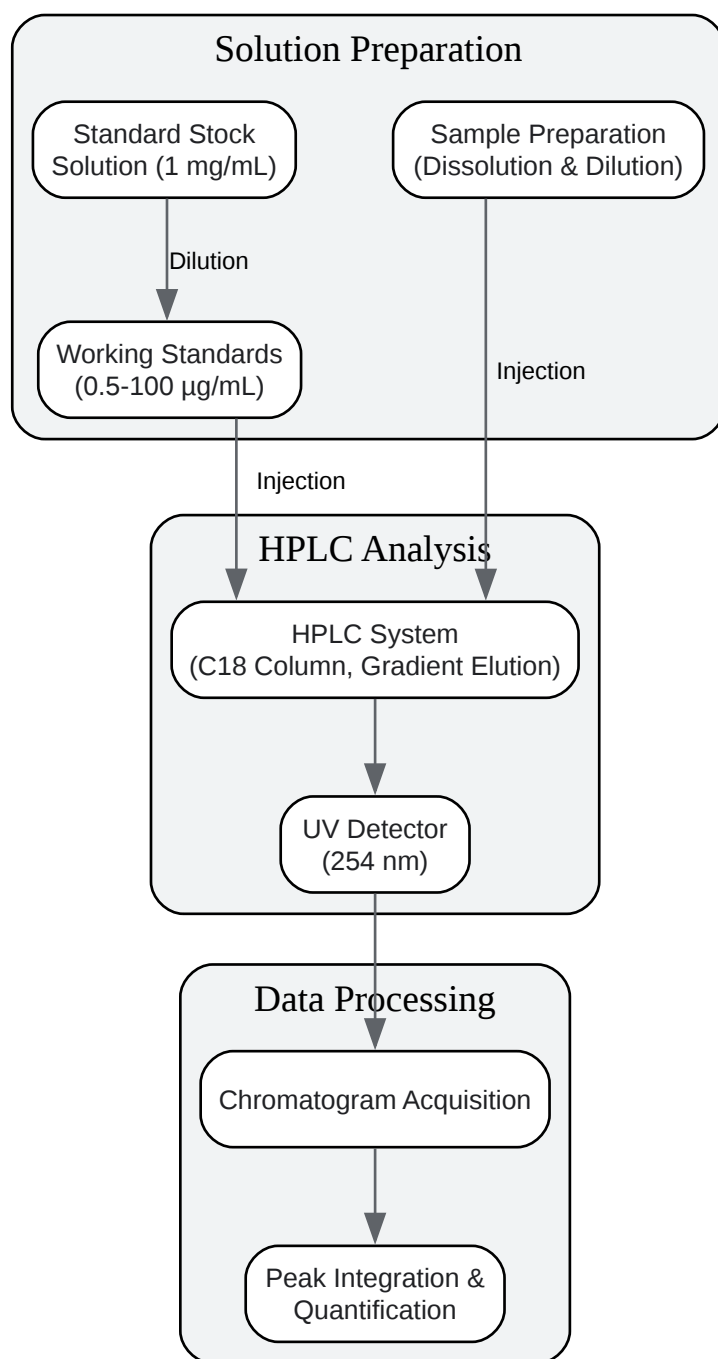 Solution Preparation
Standard Stock
Solution (1 mg/mL)
Sample Preparation
(Dissolution & Dilution)
Dilution
Working Standards
(0.5-100 µg/mL)
Injection
Injection
HPLC Analysis
HPLC System
(C18 Column, Gradient Elution)
UV Detector
(254 nm)
Data Processing
Chromatogram Acquisition
Peak Integration &
Quantification